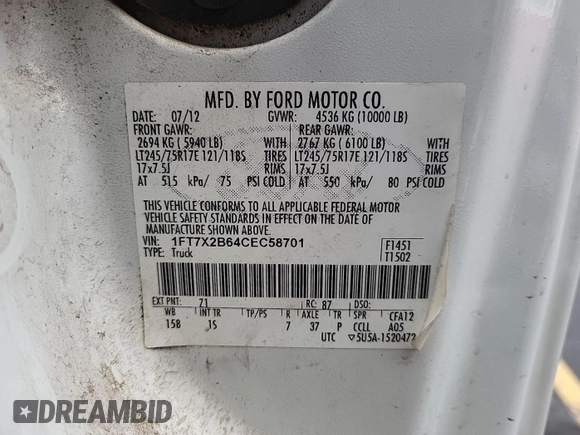 MFD. BY FORD MOTOR CO.
DATE: 07/12 GVWR: 4536 KG (10000 LB)
FRONT GAWR: REAR GAWR:
2694 KG ( 5940 LB) WITH 2767 KG ( 6100 LB) WITH
LT245/75R17E 121/118S TIRES LT245/75R17E 121/118S TIRES
17x7.5J RIMS 17x7.5J RIMS
AT 515 kPa/ 75 PSI COLD AT 550 kPa/ 80 PSI COLD
THIS VEHICLE CONFORMS TO ALL APPLICABLE FEDERAL MOTOR
VEHICLE SAFETY STANDARDS IN EFFECT ON THE DATE OF
MANUFACTURE SHOWN ABOVE.
VIN: 1FT7X2B64CEC58701 F1451
TYPE: Truck T1502
EXT PNT: Z1 RC: 87 DSO:
WB INT TR TP/PS R AXLE TR SPR CFA12
158 1S 7 37 P CCLL A05
UTC 5U5A-1520472
DREAMBID